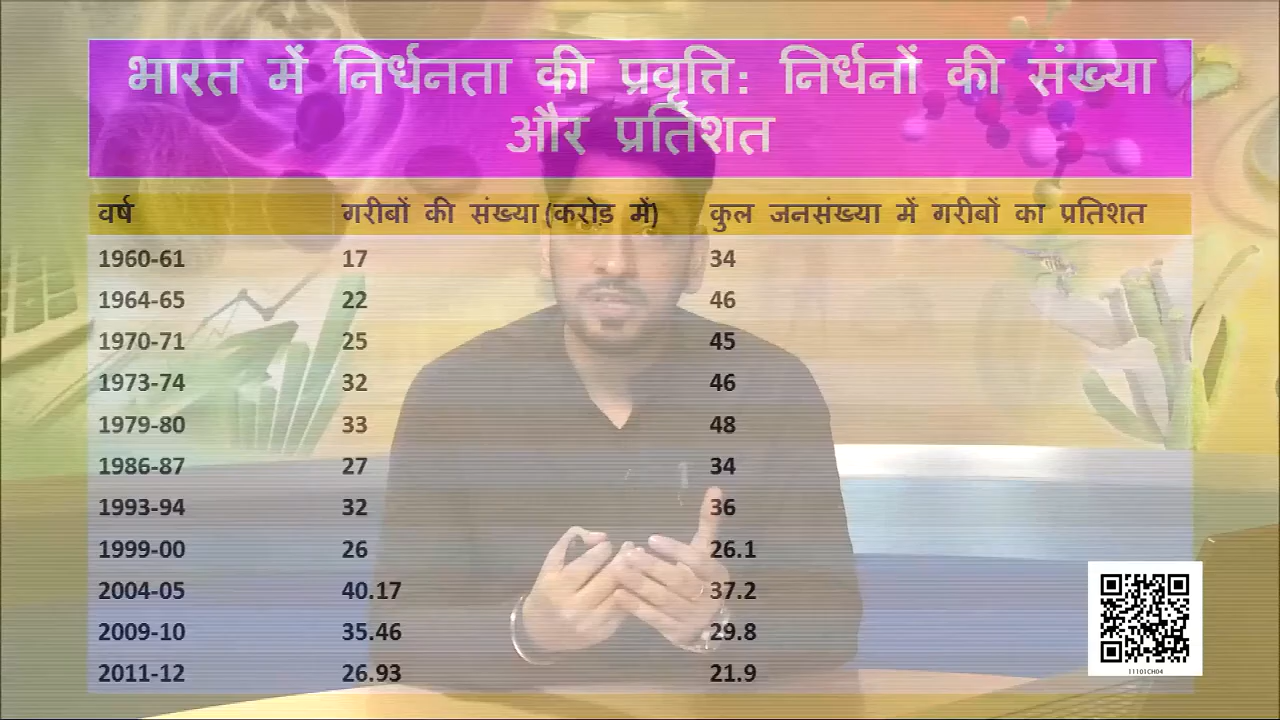 भारत में निर्धनता की प्रवृत्ति: निर्धनों की संख्या
और प्रतिशत
वर्ष गरीबों की संख्या (करोड़ में) कुल जनसंख्या में गरीबों का प्रतिशत
1960-61 17 34
1964-65 22 46
1970-71 25 45
1973-74 32 46
1979-80 33 48
1986-87 27 34
1993-94 32 36
1999-00 26 26.1
2004-05 40.17 37.2
2009-10 35.46 29.8
2011-12 26.93 21.9
11101CH04